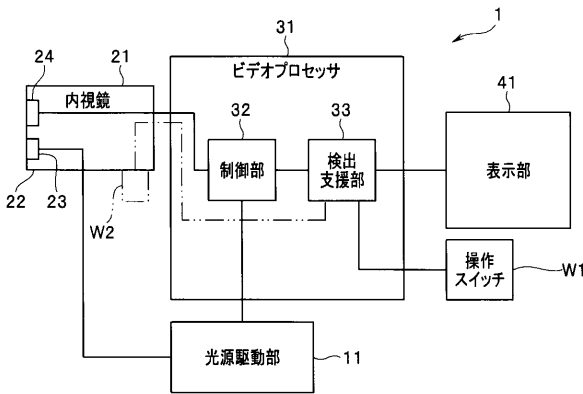 1
31
24
21
ビデオプロセッサ
41
内視鏡
32
33
制御部
検出
支援部
表示部
22
23
W2
操作
スイッチ
W1
光源駆動部
11